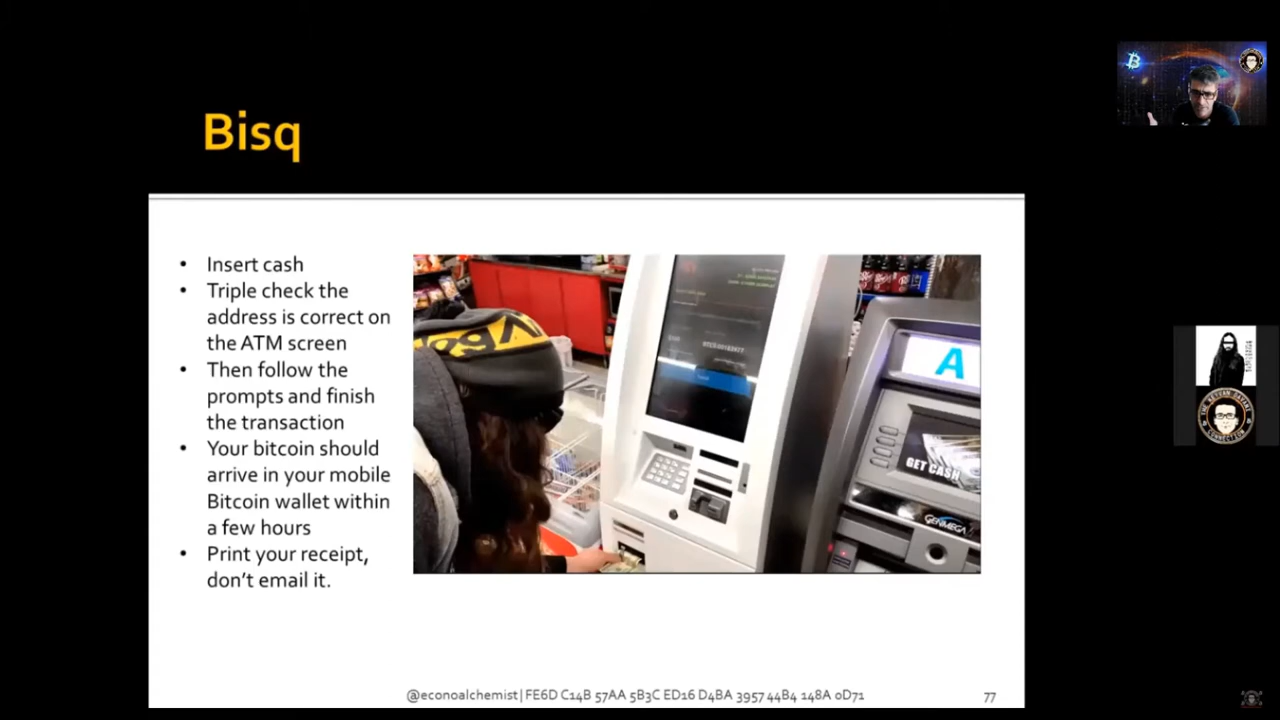 Bisq
• Insert cash
• Triple check the
address is correct on
the ATM screen
• Then follow the
prompts and finish
the transaction
• Your bitcoin should
arrive in your mobile
Bitcoin wallet within
a few hours
• Print your receipt,
don't email it.
A
GET CASH
GENMEGA
@econoalchemist| FE6D C14B 57AA 5B3C ED16 D4BA 3957 44B4 148A 0D71
77